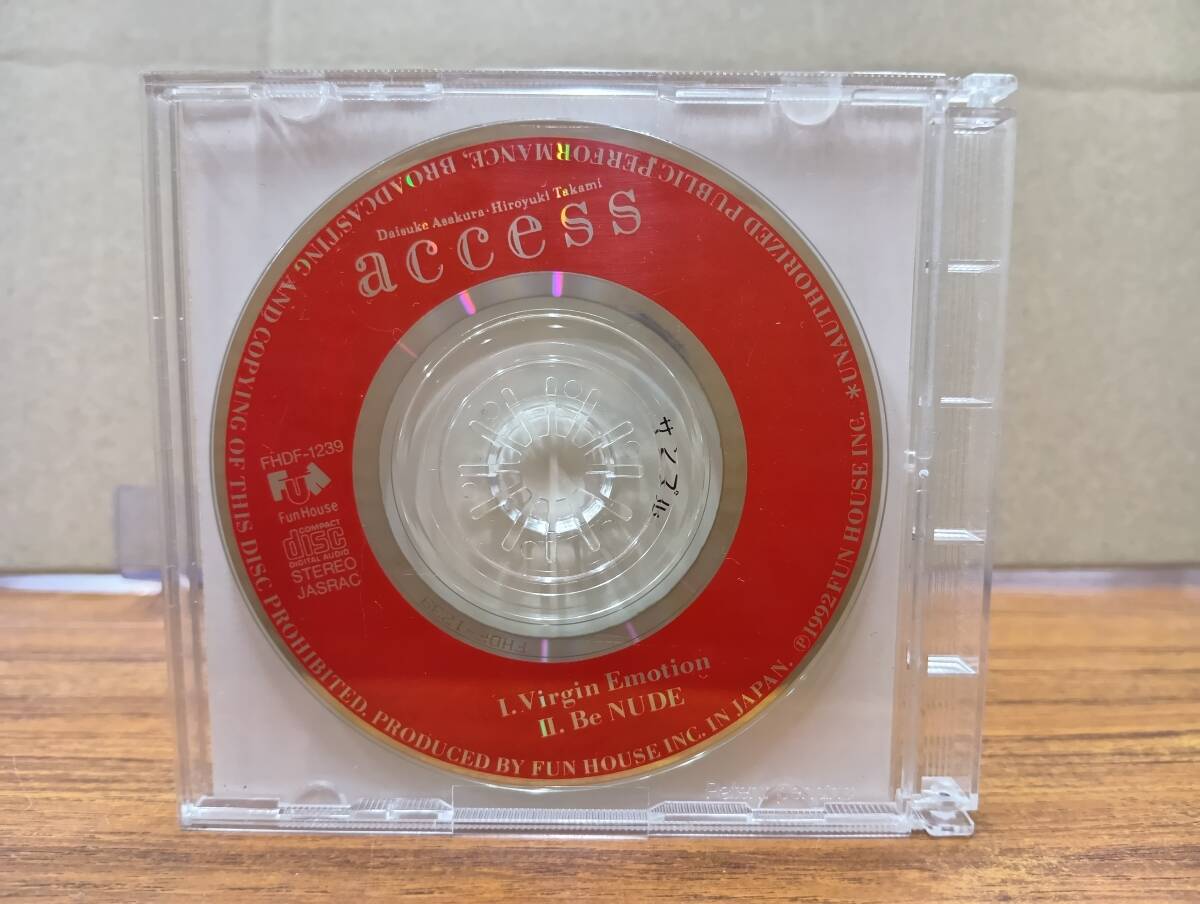 Daisuke Asakura・Hiroyuki Takami
access
FHDF-1239
FUN
Fun House
COMPACT
disc
DIGITAL AUDIO
STEREO
JASRAC
サンプル
FHDF-1239
I. Virgin Emotion
II. Be NUDE
℗1992 FUN HOUSE INC. *UNAUTHORIZED PUBLIC PERFORMANCE, BROADCASTING AND COPYING OF THIS DISC PROHIBITED, PRODUCED BY FUN HOUSE INC. IN JAPAN.